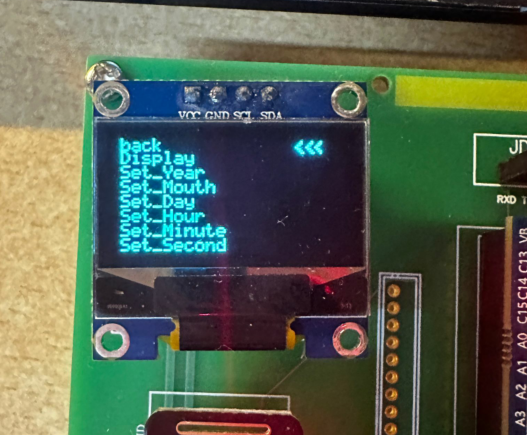 VCC GND SCL SDA
back <<<
Display
Set_Year
Set_Mouth
Set_Day
Set_Hour
Set_Minute
Set_Second
JD
RXD
C15 C14 C13 VB
A3 A2 A1 A0